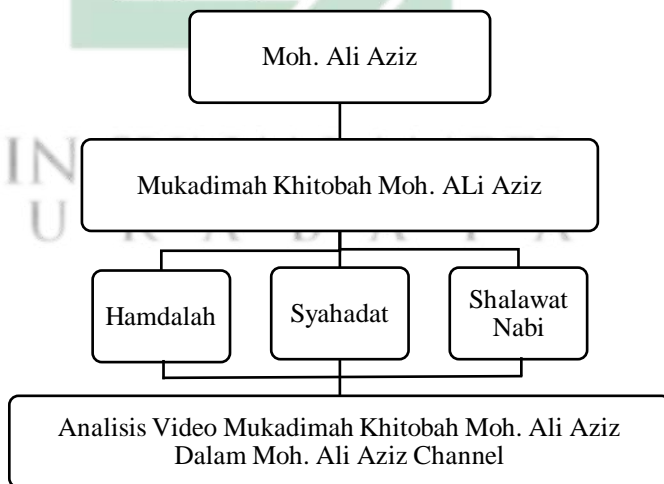 Moh. Ali Aziz
Mukadimah Khitobah Moh. ALi Aziz
Hamdalah
Syahadat
Shalawat
Nabi
Analisis Video Mukadimah Khitobah Moh. Ali Aziz
Dalam Moh. Ali Aziz Channel